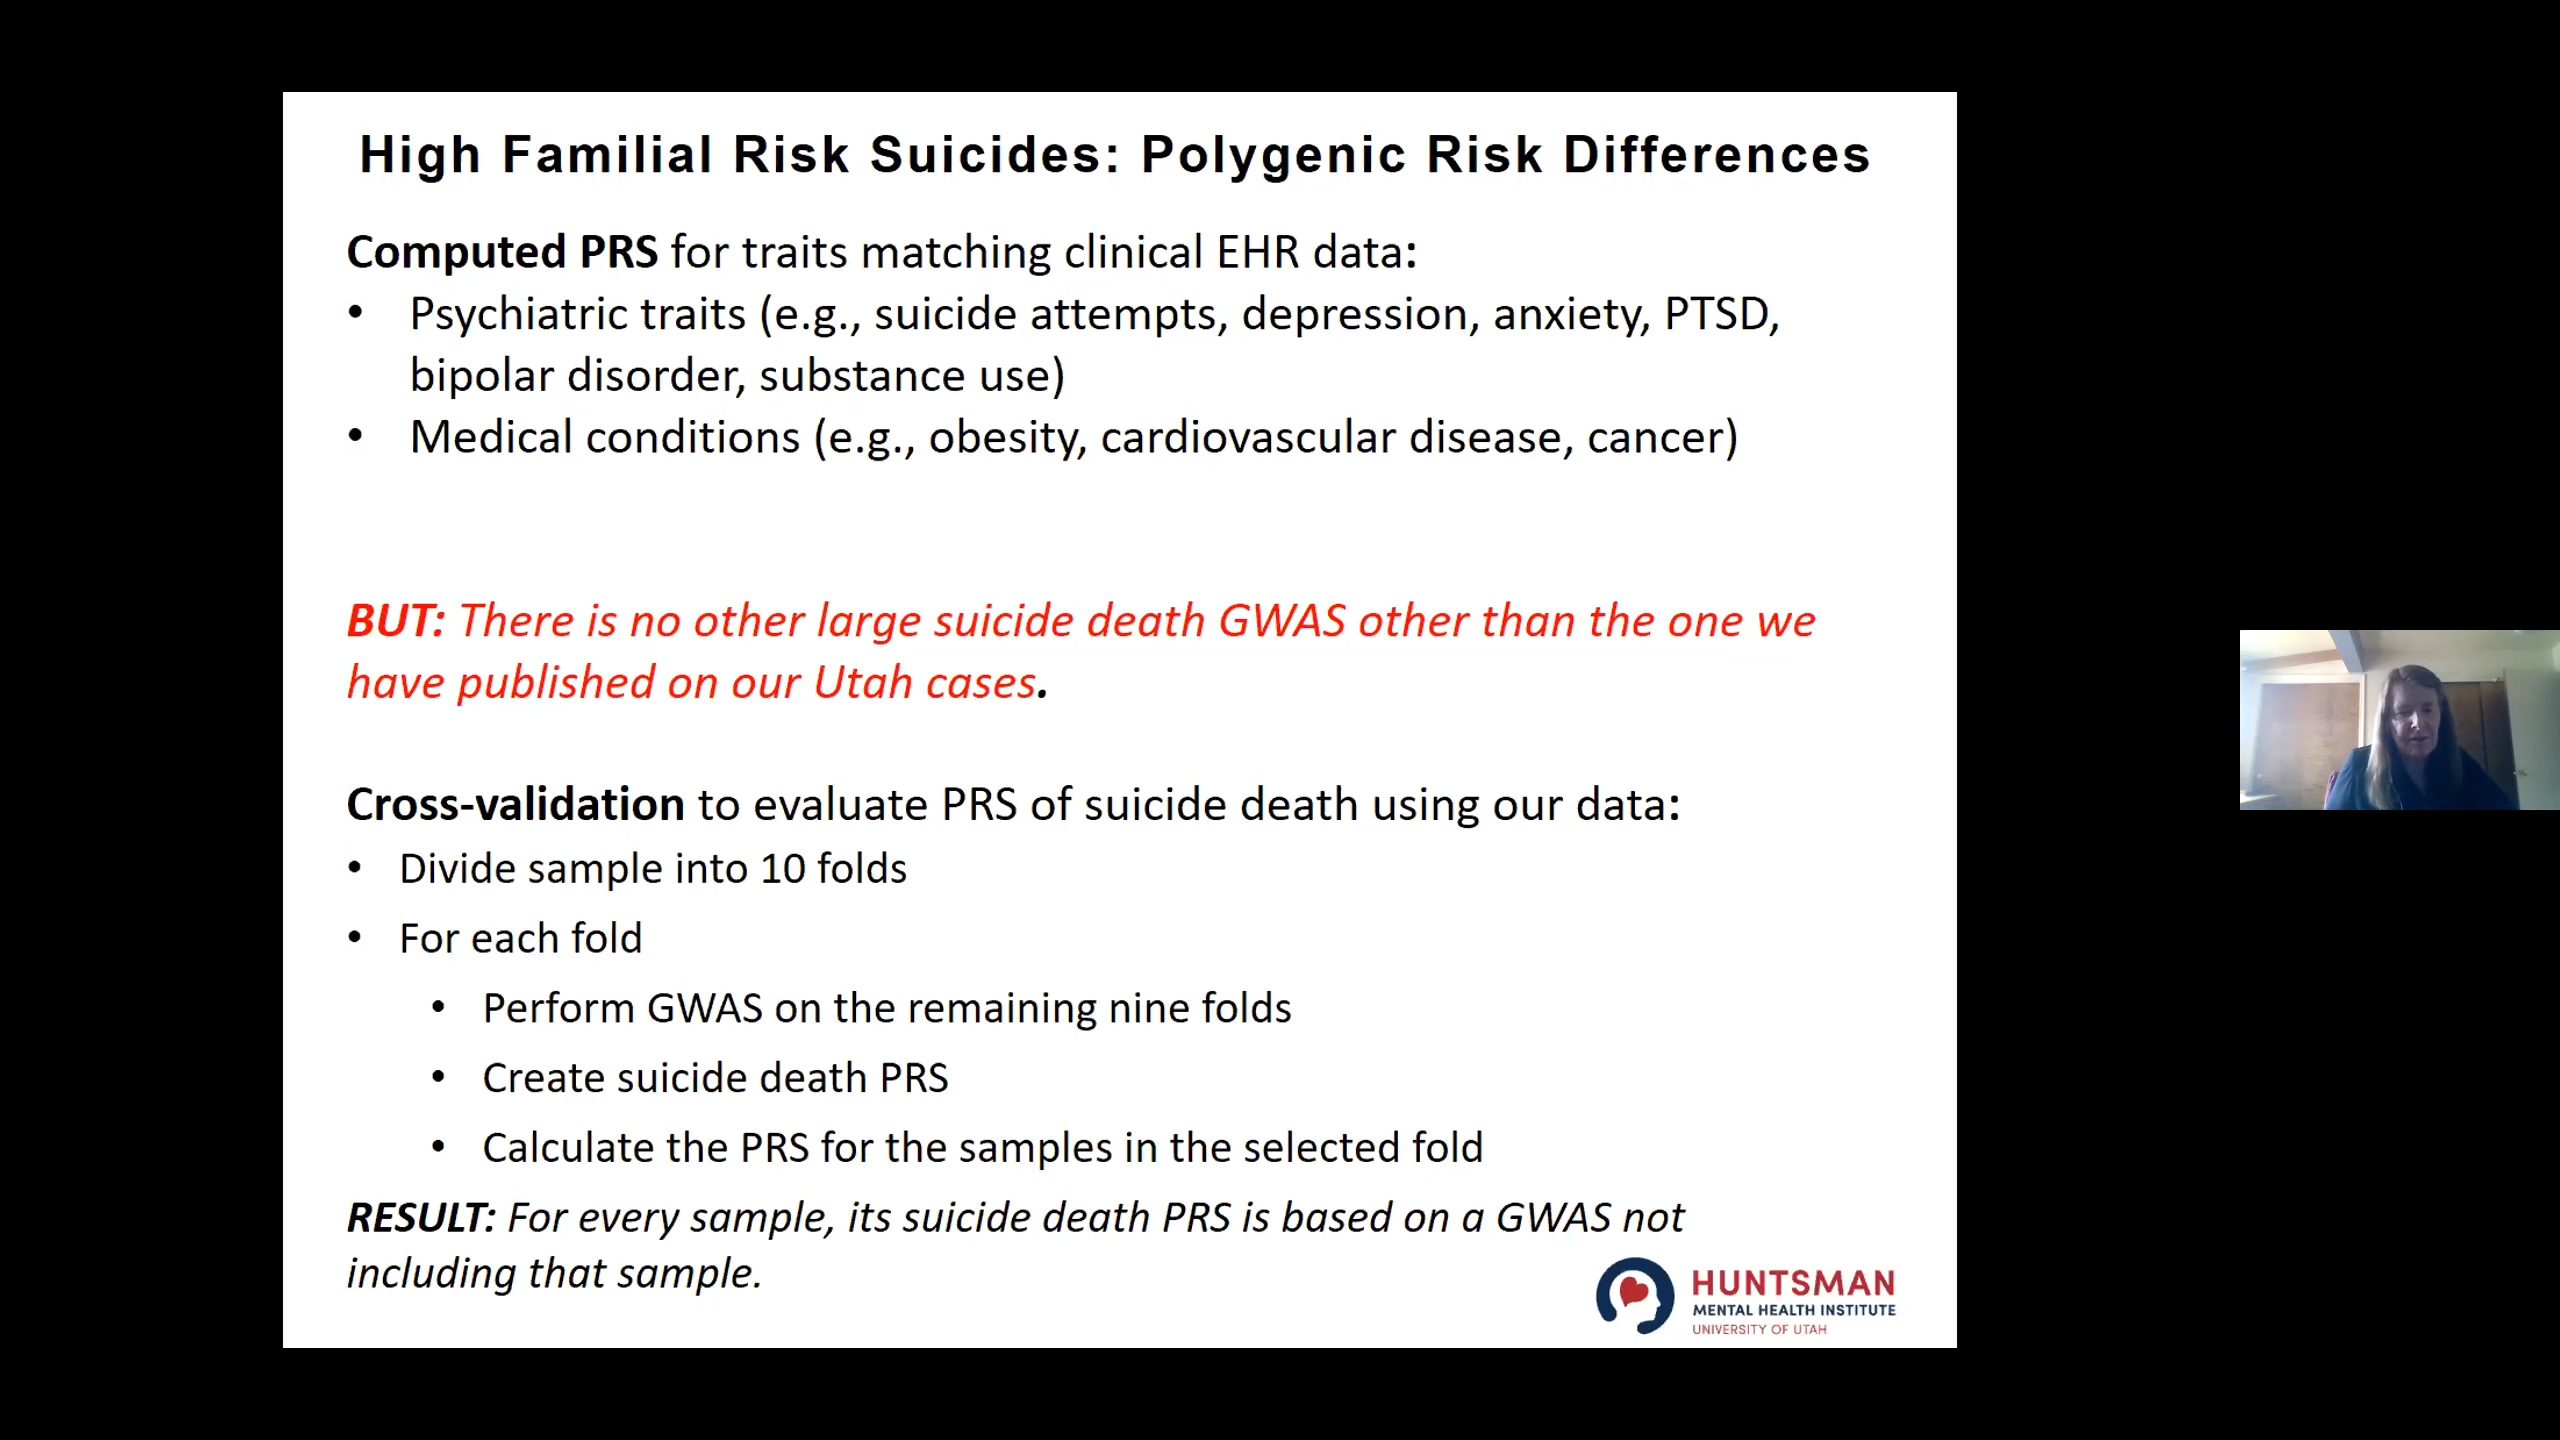 High Familial Risk Suicides: Polygenic Risk Differences
Computed PRS for traits matching clinical EHR data:
• Psychiatric traits (e.g., suicide attempts, depression, anxiety, PTSD,
bipolar disorder, substance use)
• Medical conditions (e.g., obesity, cardiovascular disease, cancer)
BUT: There is no other large suicide death GWAS other than the one we
have published on our Utah cases.
Cross-validation to evaluate PRS of suicide death using our data:
• Divide sample into 10 folds
• For each fold
• Perform GWAS on the remaining nine folds
• Create suicide death PRS
• Calculate the PRS for the samples in the selected fold
RESULT: For every sample, its suicide death PRS is based on a GWAS not
including that sample.
HUNTSMAN
MENTAL HEALTH INSTITUTE
UNIVERSITY OF UTAH